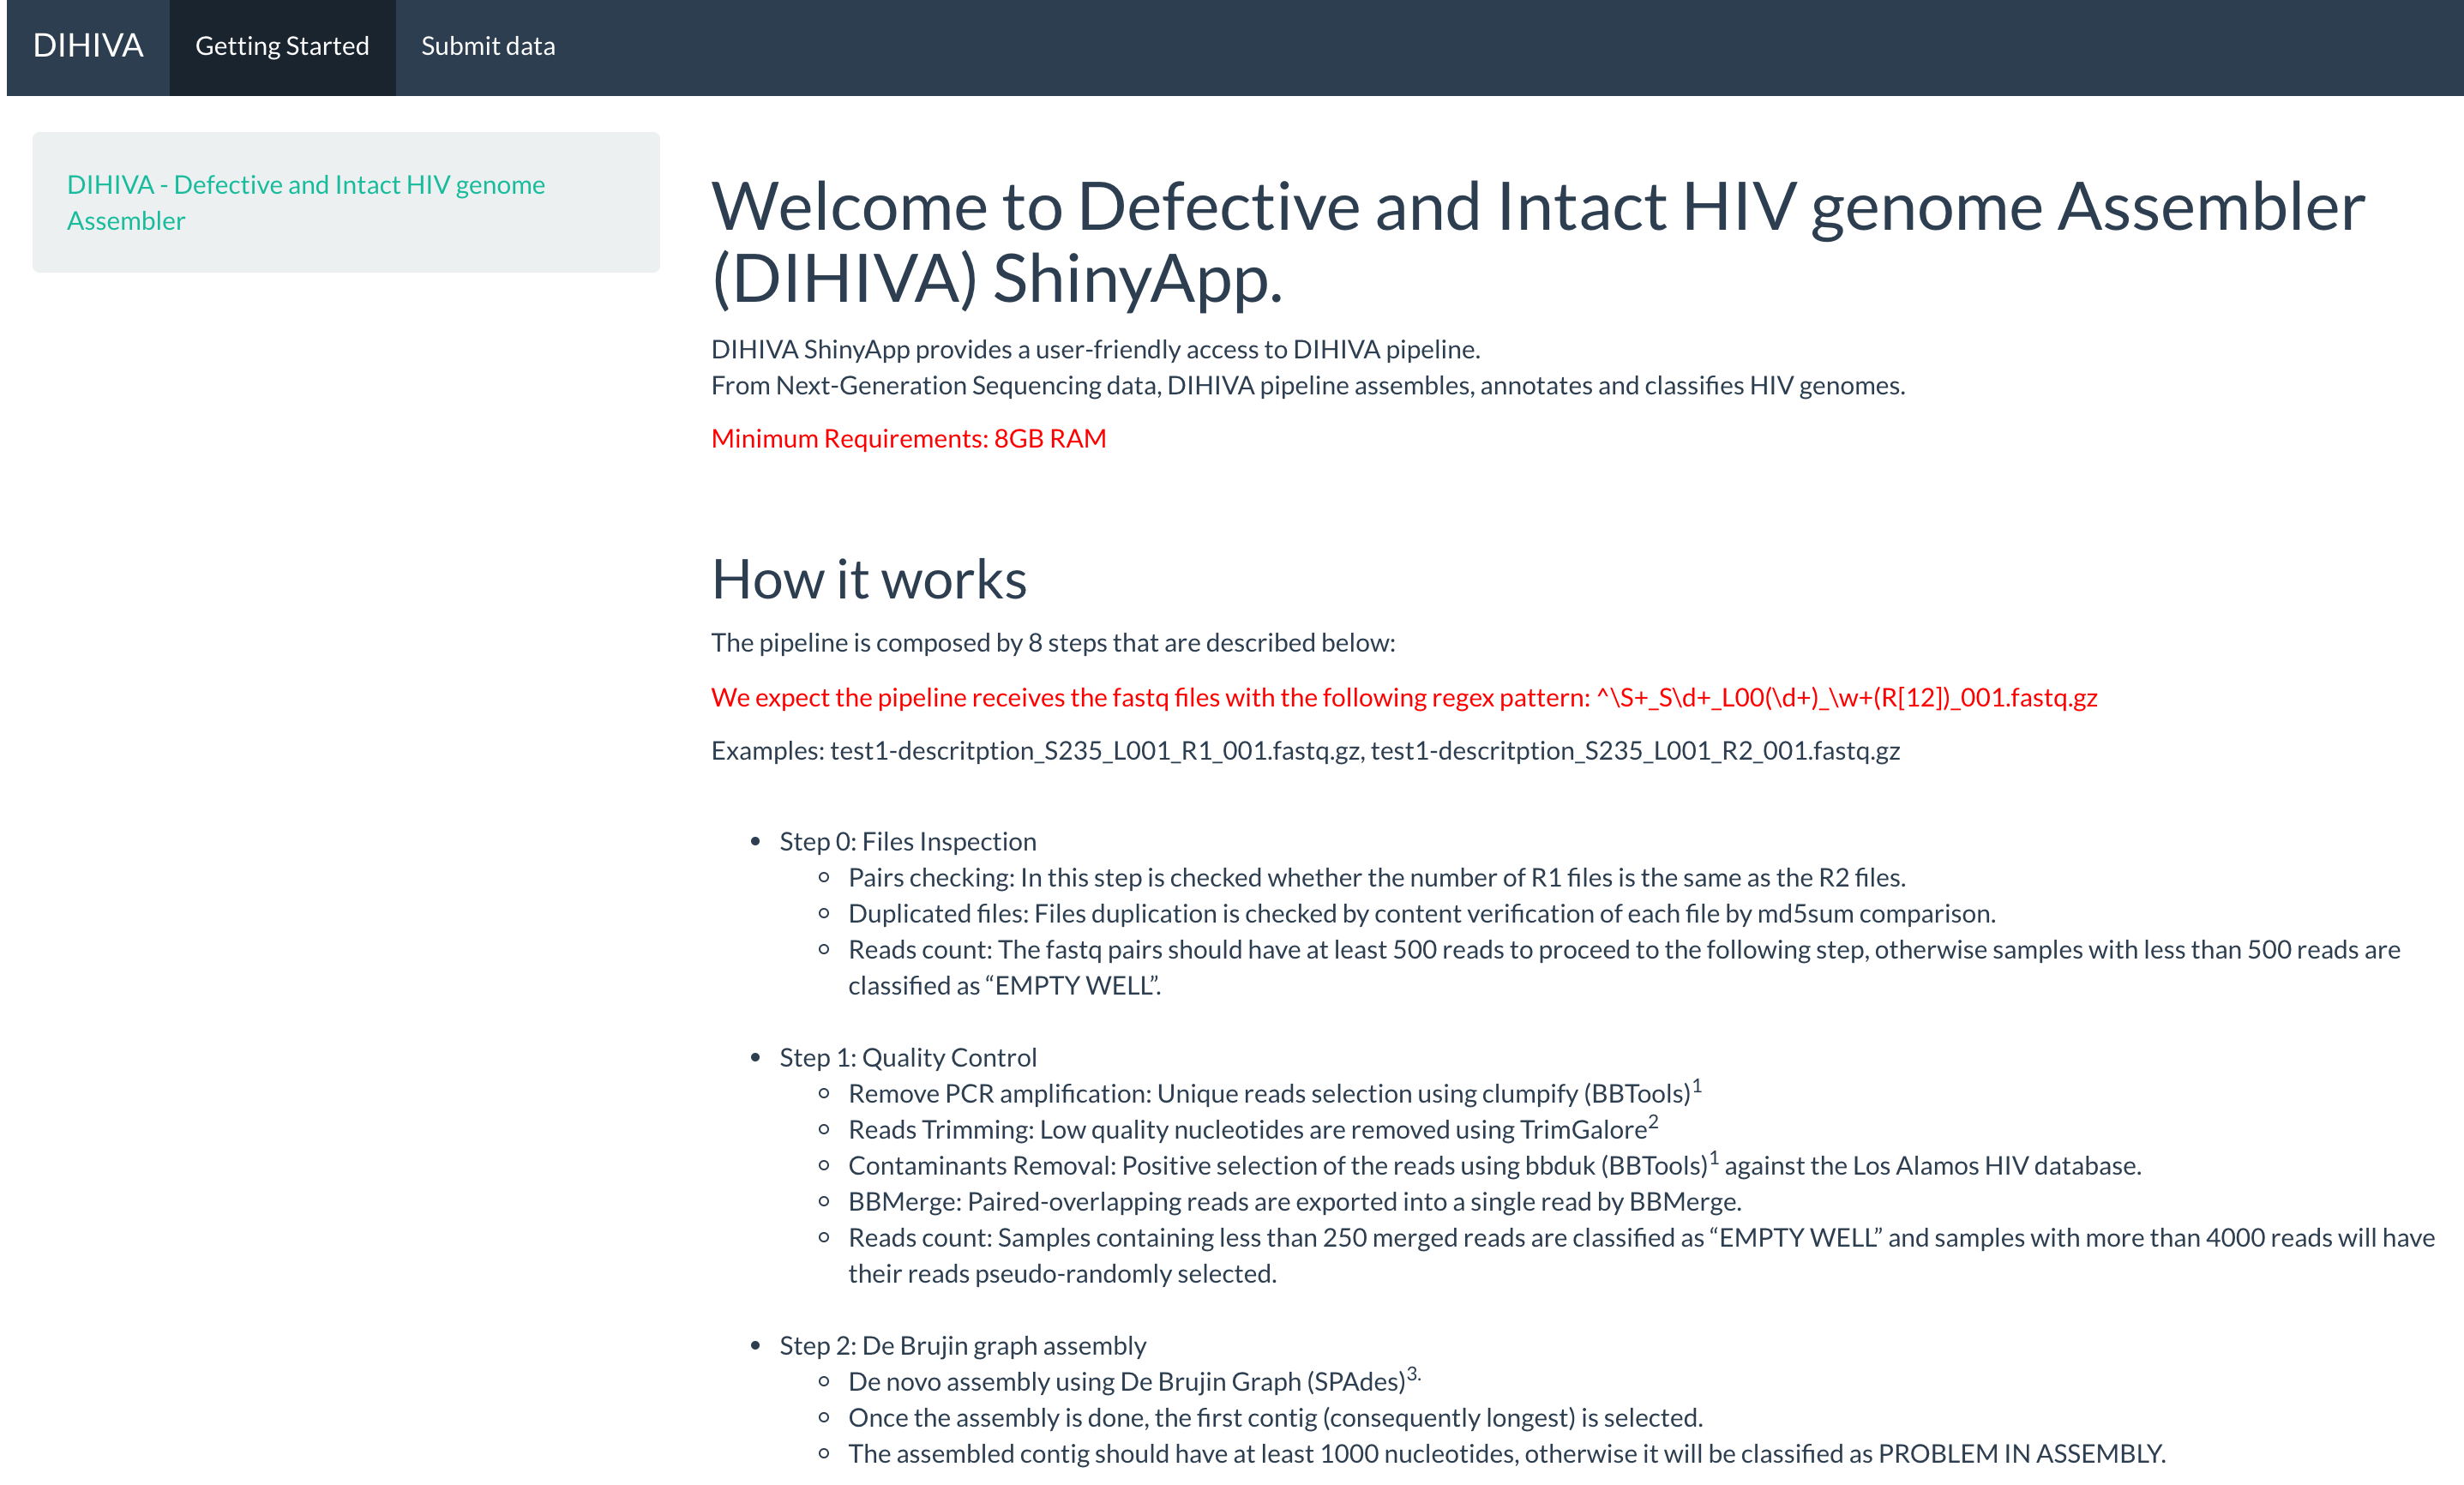 DIHIVA
Getting Started
Submit data
DIHIVA - Defective and Intact HIV genome
Assembler
Welcome to Defective and Intact HIV genome Assembler
(DIHIVA) ShinyApp.
DIHIVA ShinyApp provides a user-friendly access to DIHIVA pipeline.
From Next-Generation Sequencing data, DIHIVA pipeline assembles, annotates and classifies HIV genomes.
Minimum Requirements: 8GB RAM
How it works
The pipeline is composed by 8 steps that are described below:
We expect the pipeline receives the fastq files with the following regex pattern: ^\S+_S\d+_L00(\d+)_\w+(R[12])_001.fastq.gz
Examples: test1-descritption_S235_L001_R1_001.fastq.gz, test1-descritption_S235_L001_R2_001.fastq.gz
• Step 0: Files Inspection
◦ Pairs checking: In this step is checked whether the number of R1 files is the same as the R2 files.
◦ Duplicated files: Files duplication is checked by content verification of each file by md5sum comparison.
◦ Reads count: The fastq pairs should have at least 500 reads to proceed to the following step, otherwise samples with less than 500 reads are
classified as “EMPTY WELL”.
• Step 1: Quality Control
◦ Remove PCR amplification: Unique reads selection using clumpify (BBTools)1
◦ Reads Trimming: Low quality nucleotides are removed using TrimGalore2
◦ Contaminants Removal: Positive selection of the reads using bbduk (BBTools)1 against the Los Alamos HIV database.
◦ BBMerge: Paired-overlapping reads are exported into a single read by BBMerge.
◦ Reads count: Samples containing less than 250 merged reads are classified as “EMPTY WELL” and samples with more than 4000 reads will have
their reads pseudo-randomly selected.
• Step 2: De Brujin graph assembly
◦ De novo assembly using De Brujin Graph (SPAdes)3.
◦ Once the assembly is done, the first contig (consequently longest) is selected.
◦ The assembled contig should have at least 1000 nucleotides, otherwise it will be classified as PROBLEM IN ASSEMBLY.